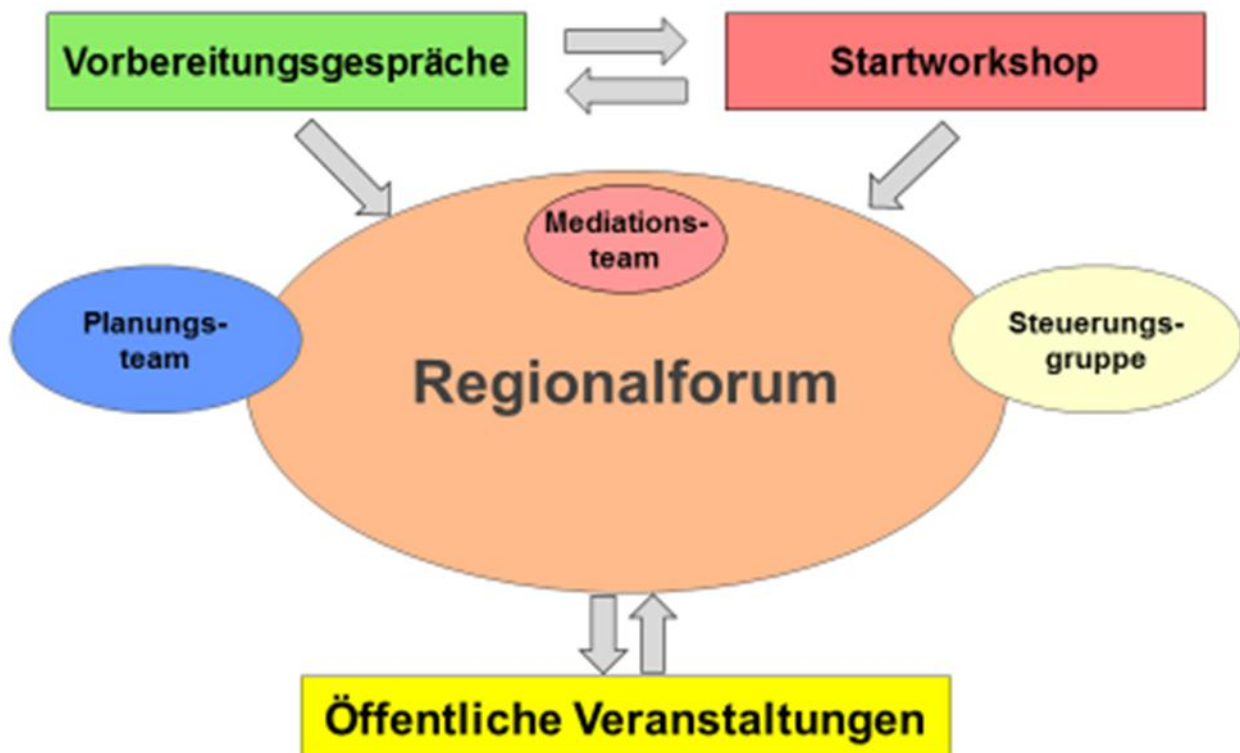 Vorbereitungsgespräche
Startworkshop
Mediations-
team
Planungs-
team
Steuerungs-
gruppe
Regionalforum
Öffentliche Veranstaltungen